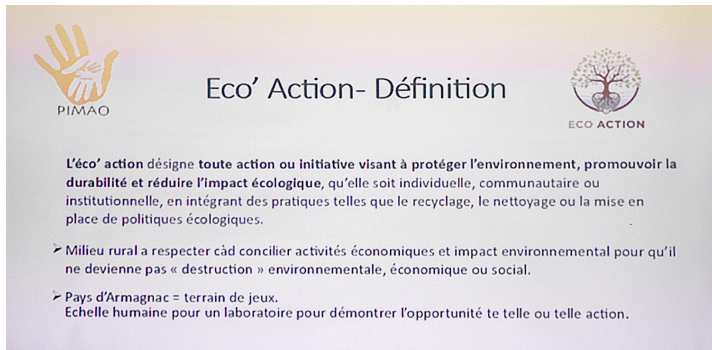 PIMAO
Eco’ Action- Définition
ECO ACTION
L’éco’ action désigne toute action ou initiative visant à protéger l’environnement, promouvoir la
durabilité et réduire l’impact écologique, qu’elle soit individuelle, communautaire ou
institutionnelle, en intégrant des pratiques telles que le recyclage, le nettoyage ou la mise en
place de politiques écologiques.
➢ Milieu rural a respecter càd concilier activités économiques et impact environnemental pour qu’il
ne devienne pas « destruction » environnementale, économique ou social.
➢ Pays d’Armagnac = terrain de jeux.
Echelle humaine pour un laboratoire pour démontrer l’opportunité te telle ou telle action.